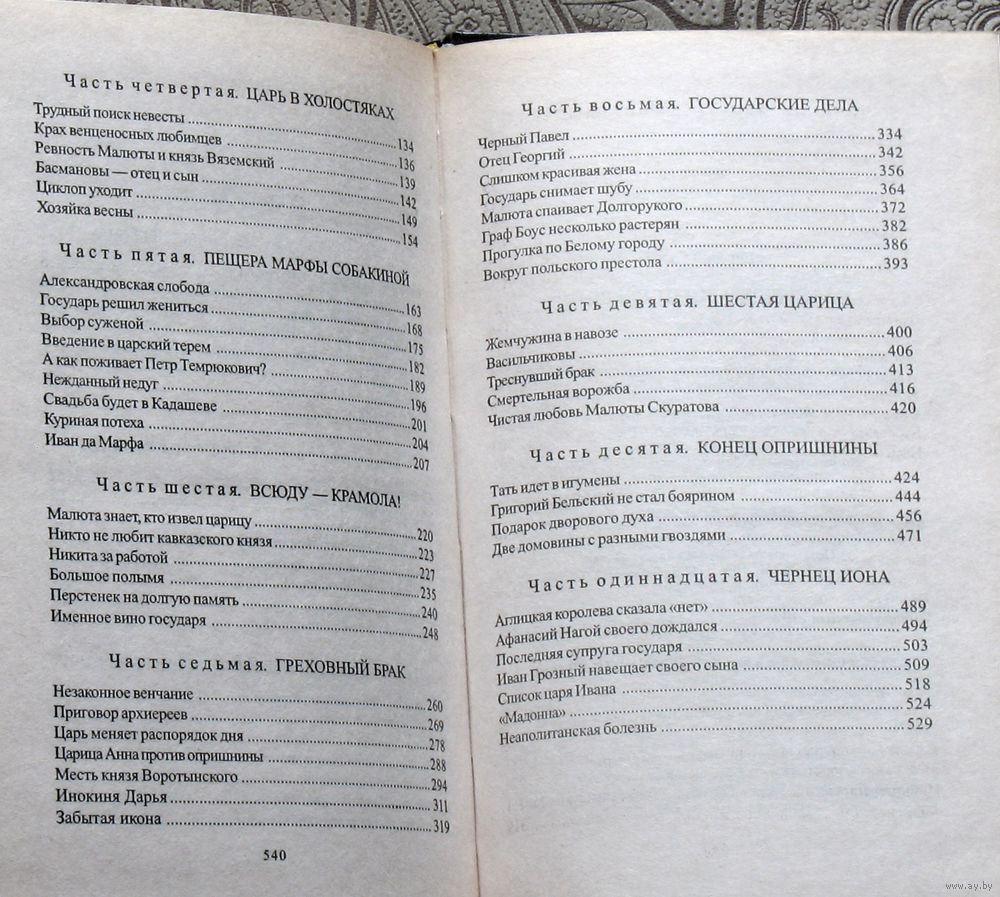 Часть четвертая. ЦАРЬ В ХОЛОСТЯКАХ
Трудный поиск невесты ........ 134
Крах венценосных любимцев ........ 136
Ревность Малюты и князь Вяземский ........ 139
Басмановы — отец и сын ........ 142
Циклоп уходит ........ 149
Хозяйка весны ........ 154
Часть пятая. ПЕЩЕРА МАРФЫ СОБАКИНОЙ
Александровская слобода ........ 163
Государь решил жениться ........ 168
Выбор суженой ........ 175
Введение в царский терем ........ 182
А как поживает Петр Темрюкович? ........ 189
Нежданный недуг ........ 196
Свадьба будет в Кадашеве ........ 201
Куриная потеха ........ 204
Иван да Марфа ........ 207
Часть шестая. ВСЮДУ — КРАМОЛА!
Малюта знает, кто извел царицу ........ 220
Никто не любит кавказского князя ........ 223
Никита за работой ........ 227
Большое полымя ........ 235
Перстенек на долгую память ........ 240
Именное вино государя ........ 248
Часть седьмая. ГРЕХОВНЫЙ БРАК
Незаконное венчание ........ 260
Приговор архиереев ........ 269
Царь меняет распорядок дня ........ 278
Царица Анна против опришнины ........ 288
Месть князя Воротынского ........ 294
Инокиня Дарья ........ 311
Забытая икона ........ 319
540
Часть восьмая. ГОСУДАРСКИЕ ДЕЛА
Черный Павел ........ 334
Отец Георгий ........ 342
Слишком красивая жена ........ 356
Государь снимает шубу ........ 364
Малюта спаивает Долгорукого ........ 372
Граф Боус несколько растерян ........ 382
Прогулка по Белому городу ........ 386
Вокруг польского престола ........ 393
Часть девятая. ШЕСТАЯ ЦАРИЦА
Жемчужина в навозе ........ 400
Васильчиковы ........ 406
Треснувший брак ........ 413
Смертельная ворожба ........ 416
Чистая любовь Малюты Скуратова ........ 420
Часть десятая. КОНЕЦ ОПРИШНИНЫ
Тать идет в игумены ........ 424
Григорий Бельский не стал боярином ........ 444
Подарок дворового духа ........ 456
Две домовины с разными гвоздями ........ 471
Часть одиннадцатая. ЧЕРНЕЦ ИОНА
Аглицкая королева сказала «нет» ........ 489
Афанасий Нагой своего дождался ........ 494
Последняя супруга государя ........ 503
Иван Грозный навещает своего сына ........ 509
Список царя Ивана ........ 518
«Мадонна» ........ 524
Неаполитанская болезнь ........ 529
www.ay.by